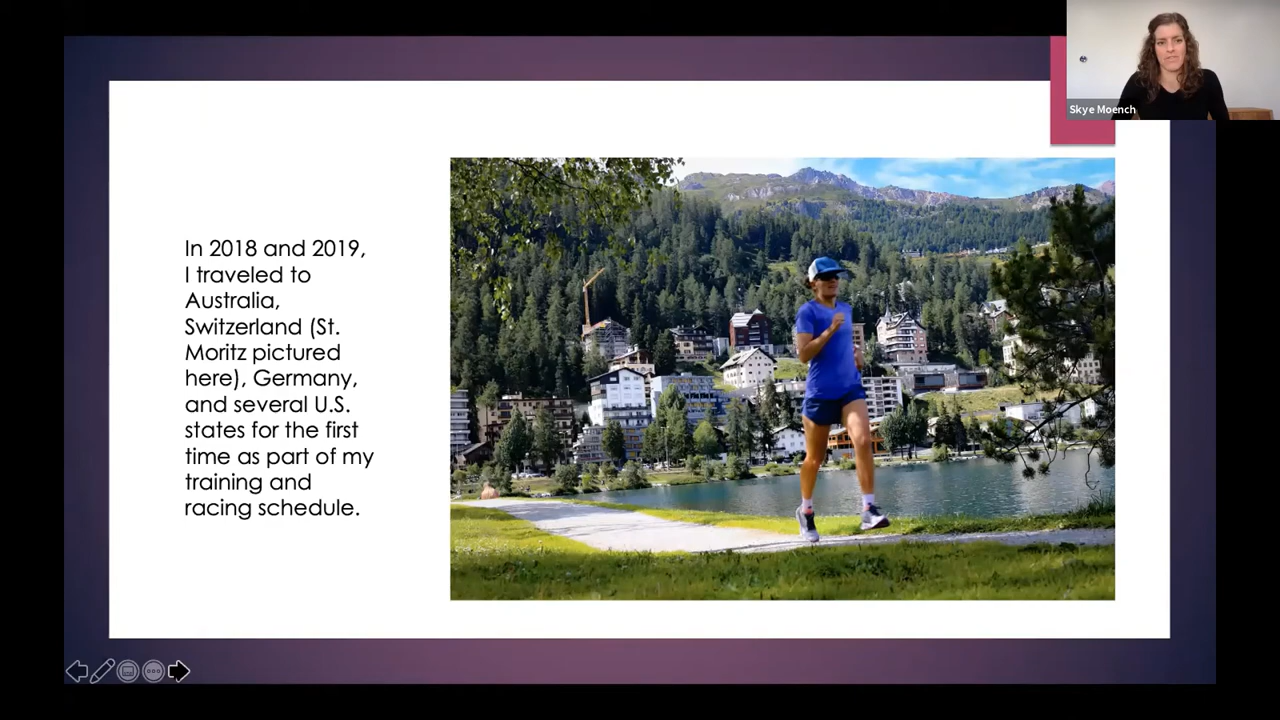 Skye Moench
In 2018 and 2019,
I traveled to
Australia,
Switzerland (St.
Moritz pictured
here), Germany,
and several U.S.
states for the first
time as part of my
training and
racing schedule.